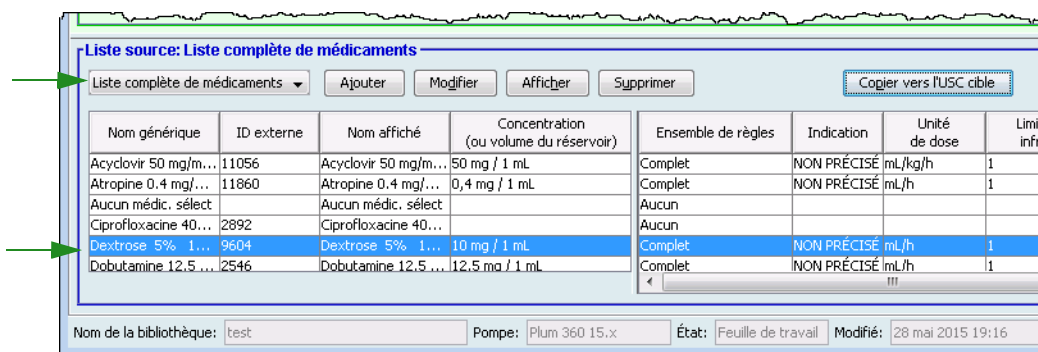 Liste source: Liste complète de médicaments
Liste complète de médicaments Ajouter Modifier Afficher Supprimer Copier vers l'USC cible
Nom générique ID externe Nom affiché Concentration (ou volume du réservoir) Ensemble de règles Indication Unité de dose Limi infr
Acyclovir 50 mg/m... 11056 Acyclovir 50 mg/m... 50 mg / 1 mL Complet NON PRÉCISÉ mL/kg/h 1
Atropine 0.4 mg/... 11860 Atropine 0.4 mg/... 0,4 mg / 1 mL Complet NON PRÉCISÉ mL/h 1
Aucun médic. sélect Aucun médic. sélect Aucun
Ciprofloxacine 40... 2892 Ciprofloxacine 40... Aucun
Dextrose 5% 1... 9604 Dextrose 5% 1... 10 mg / 1 mL Complet NON PRÉCISÉ mL/h 1
Dobutamine 12.5 ... 2546 Dobutamine 12.5 ... 12.5 mg / 1 mL Complet NON PRÉCISÉ mL/h 1
Nom de la bibliothèque: test Pompe: Plum 360 15.x État: Feuille de travail Modifié: 28 mai 2015 19:16